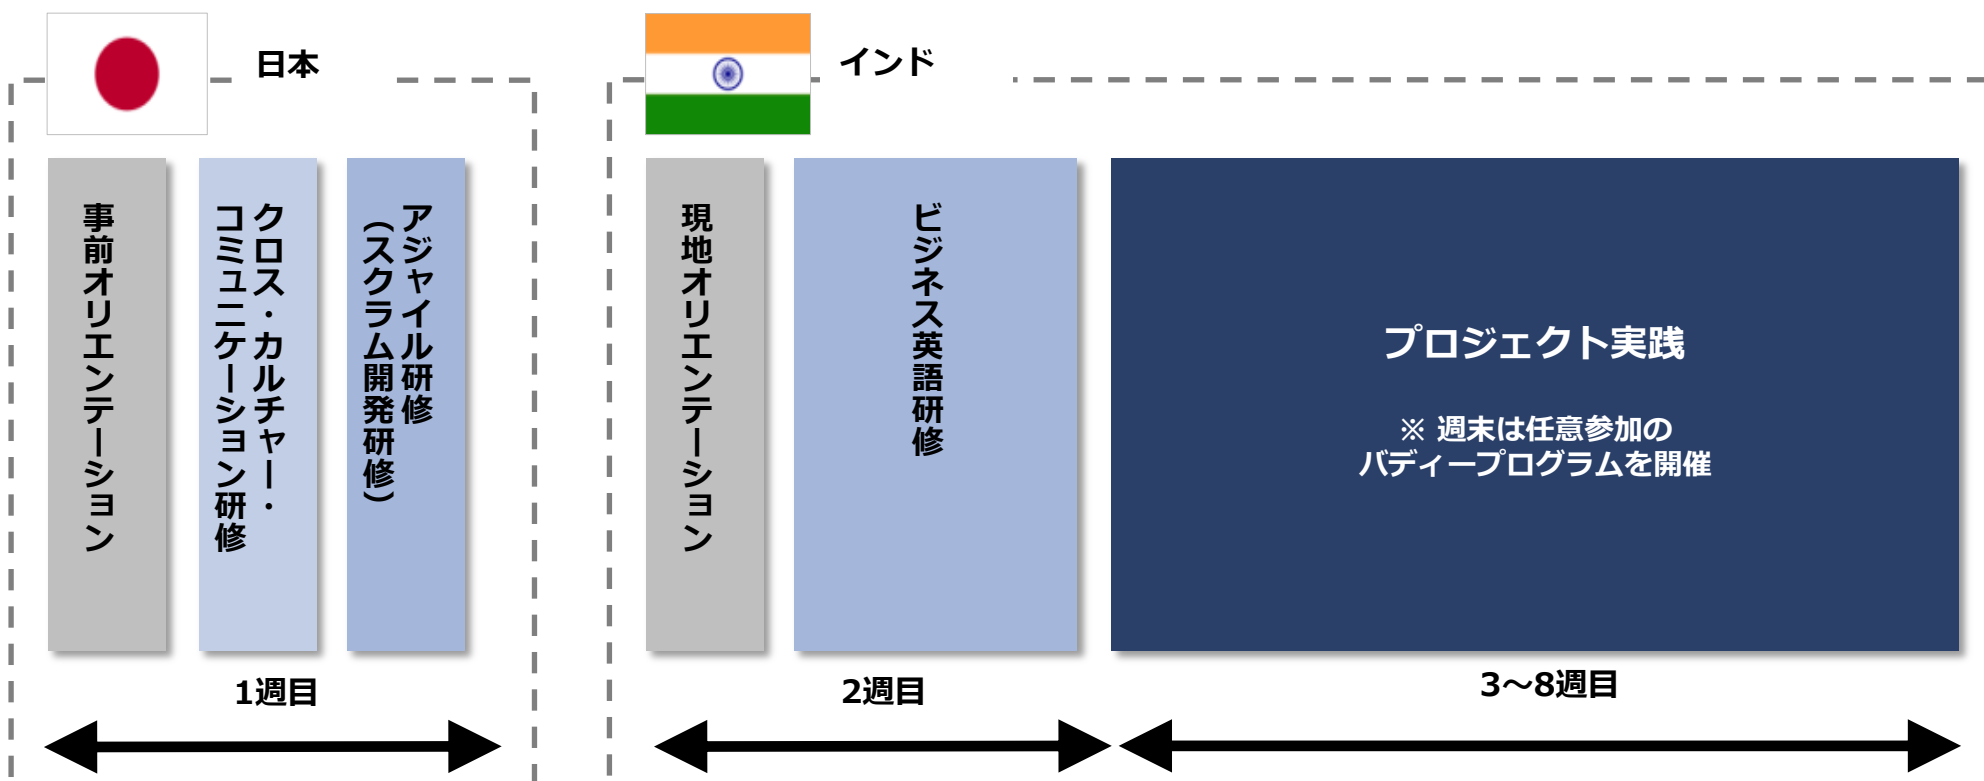 日本
事前オリエンテーション
クロス・カルチャー・
コミュニケーション研修
アジャイル研修
（スクラム開発研修）
1週目
インド
現地オリエンテーション
ビジネス英語研修
2週目
プロジェクト実践
※ 週末は任意参加の
バディープログラムを開催
3～8週目